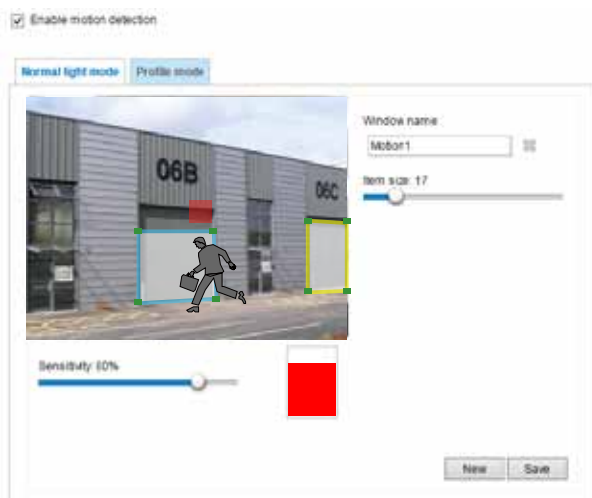 Enable motion detection
Normal light mode
Profile mode
Window name
Motion1
Item size: 17
06B
06C
Sensitivity: 80%
New
Save